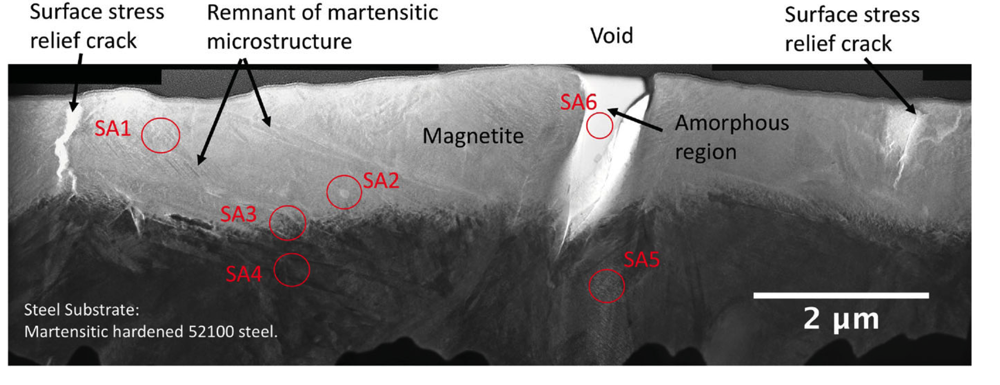 Surface stress
relief crack
Remnant of martensitic
microstructure
Void
Surface stress
relief crack
SA1
SA6
Magnetite
Amorphous
region
SA2
SA3
SA4
SA5
Steel Substrate:
Martensitic hardened 52100 steel.
2 µm